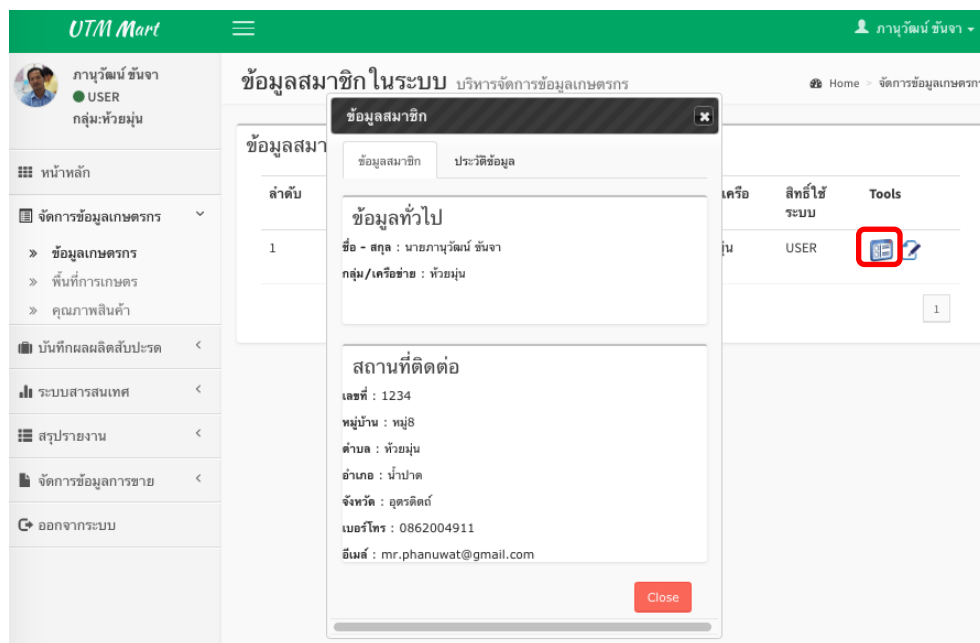 UTM Mart
ภานุวัฒน์ ขันจา
ภานุวัฒน์ ขันจา
USER
กลุ่ม:ห้วยมุ่น
ข้อมูลสมาชิกในระบบ บริหารจัดการข้อมูลเกษตรกร
Home > จัดการข้อมูลเกษตรกร
หน้าหลัก
จัดการข้อมูลเกษตรกร
» ข้อมูลเกษตรกร
» พื้นที่การเกษตร
» คุณภาพสินค้า
บันทึกผลผลิตสับปะรด
ระบบสารสนเทศ
สรุปรายงาน
จัดการข้อมูลการขาย
ออกจากระบบ
ข้อมูลสมา
ลำดับ
เครือ
สิทธิ์ใช้
ระบบ
Tools
1
ุ่น
USER
1
ข้อมูลสมาชิก
ข้อมูลสมาชิก ประวัติข้อมูล
ข้อมูลทั่วไป
ชื่อ - สกุล : นายภานุวัฒน์ ขันจา
กลุ่ม/เครือข่าย : ห้วยมุ่น
สถานที่ติดต่อ
เลขที่ : 1234
หมู่บ้าน : หมู่8
ตำบล : ห้วยมุ่น
อำเภอ : น้ำปาด
จังหวัด : อุตรดิตถ์
เบอร์โทร : 0862004911
อีเมล์ : mr.phanuwat@gmail.com
Close